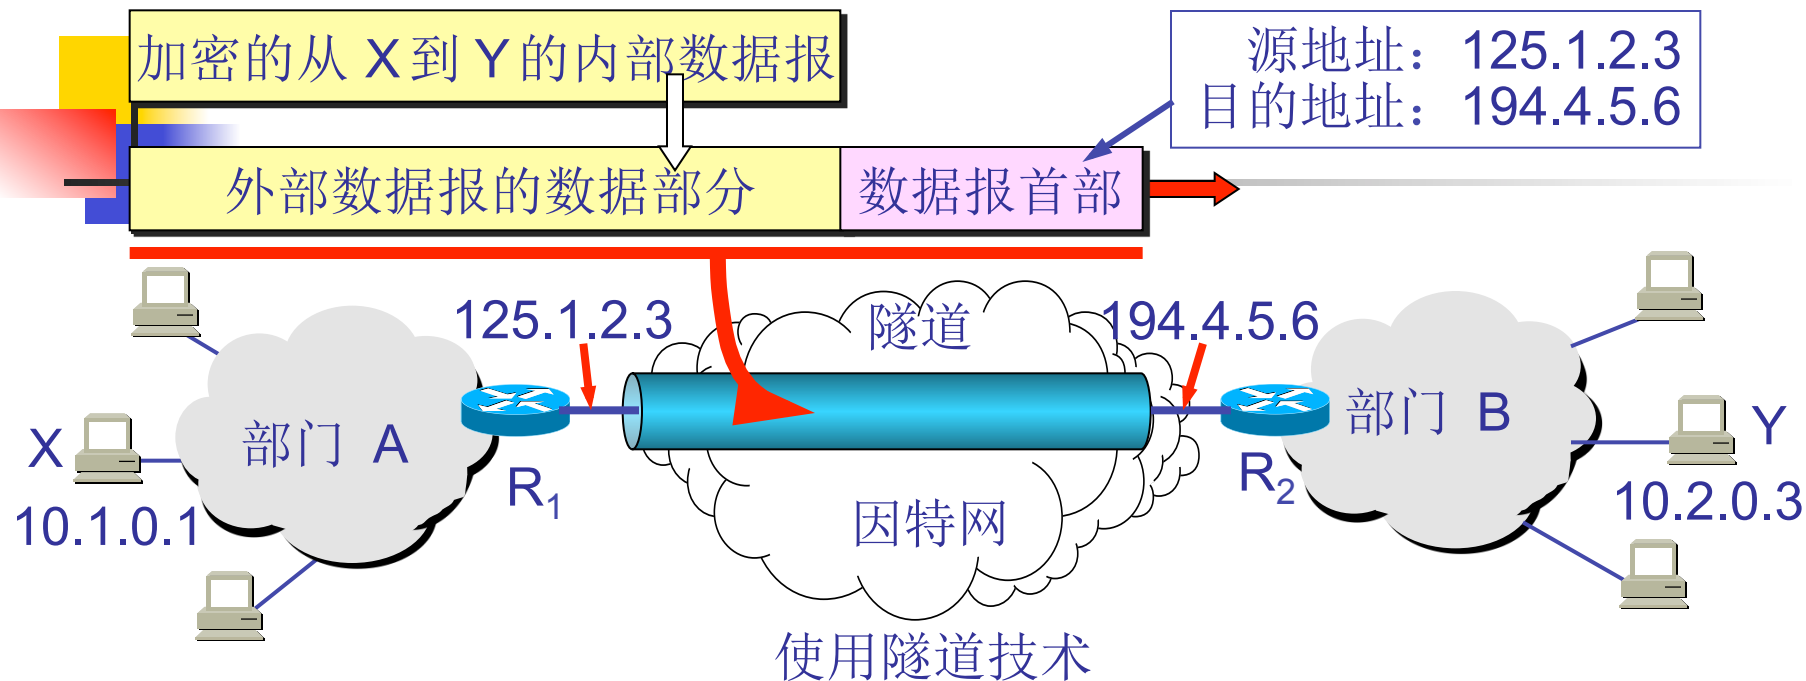 加密的从 X 到 Y 的内部数据报
源地址：125.1.2.3
目的地址：194.4.5.6
外部数据报的数据部分
数据报首部
125.1.2.3
隧道
194.4.5.6
部门 A
部门 B
X
Y
R1
R2
10.1.0.1
10.2.0.3
因特网
使用隧道技术